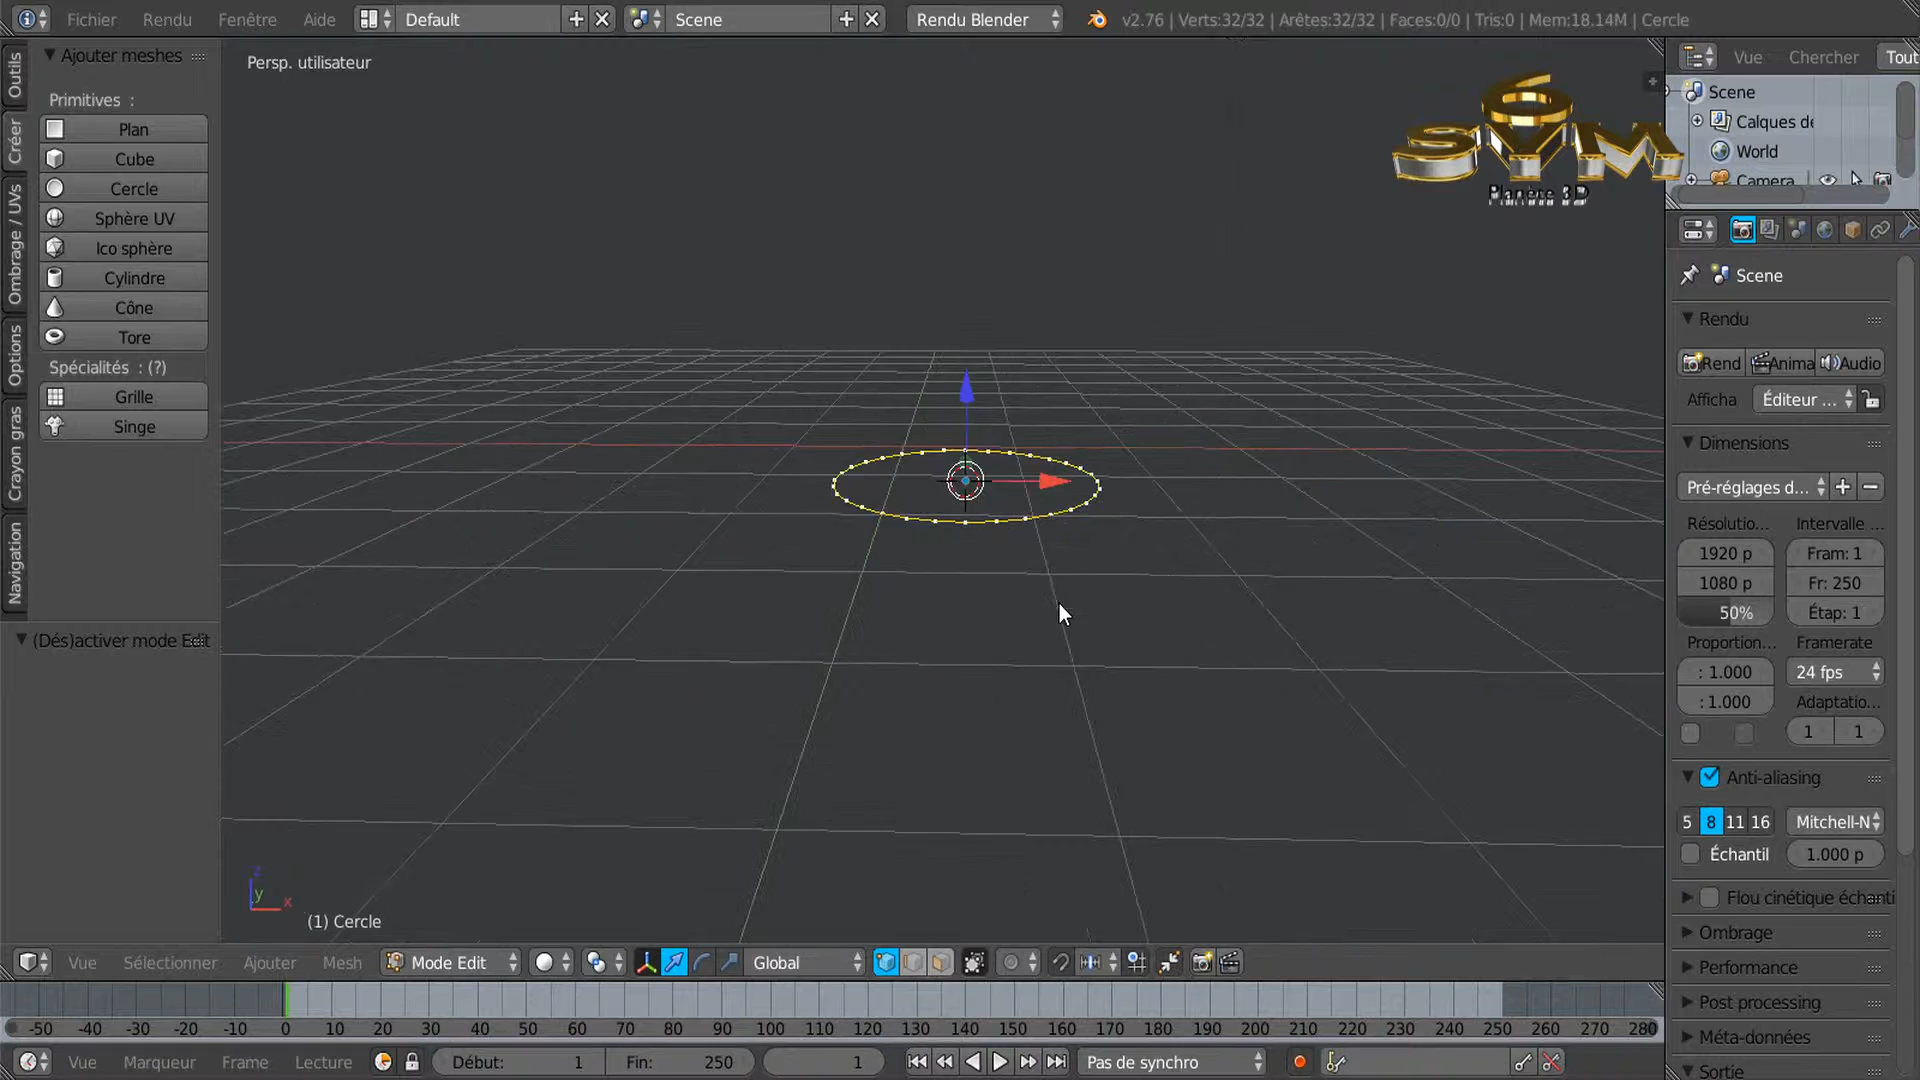 Fichier Rendu Fenêtre Aide Default Scene Rendu Blender v2.76 | Verts:32/32 | Arêtes:32/32 | Faces:0/0 | Tris:0 | Mem:18.14M | Cercle
Ajouter meshes
Primitives :
Plan
Cube
Cercle
Sphère UV
Ico sphère
Cylindre
Cône
Tore
Spécialités : (?)
Grille
Singe
Outils
Créer
Ombrage / UVs
Options
Crayon gras
Navigation
(Dés)activer mode Edit
Persp. utilisateur
6
SYM
Planète 3D
z
y
x
(1) Cercle
Vue Chercher Tout
Scene
Calques de
World
Camera
Scene
Rendu
Rend Anima Audio
Afficha Éditeur ...
Dimensions
Pré-réglages d...
Résolutio... Intervalle ...
1920 p Fram: 1
1080 p Fr: 250
50% Étap: 1
Proportion... Framerate
: 1.000 24 fps
: 1.000 Adaptatio...
1 1
Anti-aliasing
5 8 11 16 Mitchell-N
Échantil 1.000 p
Flou cinétique échanti
Ombrage
Performance
Post processing
Méta-données
Sortie
Vue Sélectionner Ajouter Mesh Mode Edit Global
-50 -40 -30 -20 -10 0 10 20 30 40 50 60 70 80 90 100 110 120 130 140 150 160 170 180 190 200 210 220 230 240 250 260 270 280
Vue Marqueur Frame Lecture Début: 1 Fin: 250 1 Pas de synchro